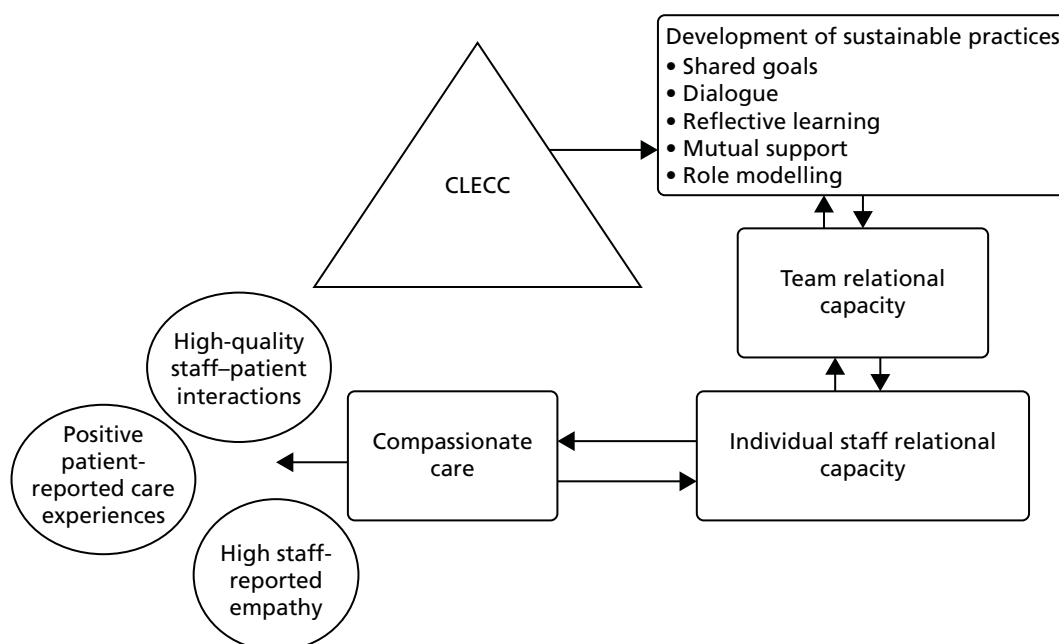 Development of sustainable practices
• Shared goals
• Dialogue
• Reflective learning
• Mutual support
• Role modelling
CLECC
Team relational
capacity
High-quality
staff–patient
interactions
Positive
patient-
reported care
experiences
Compassionate
care
Individual staff relational
capacity
High staff-
reported
empathy